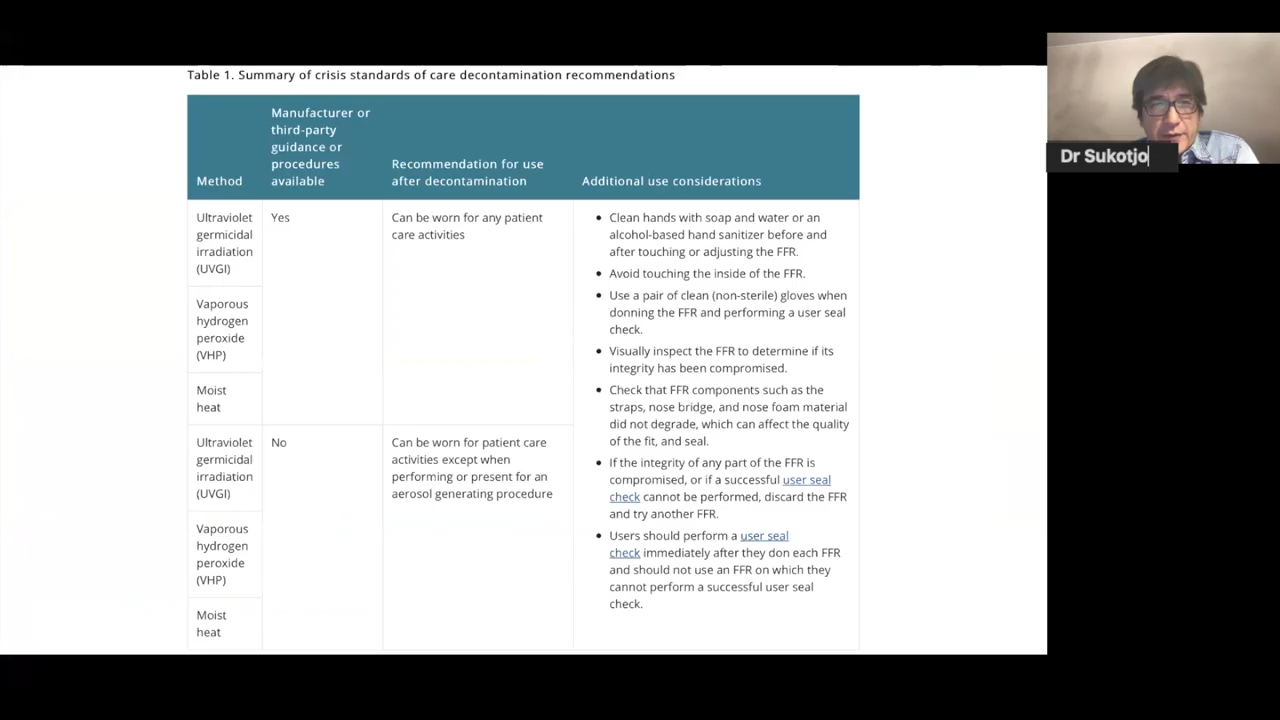 Table 1. Summary of crisis standards of care decontamination recommendations
Method
Manufacturer or
third-party
guidance or
procedures
available
Recommendation for use
after decontamination
Additional use considerations
Ultraviolet
germicidal
irradiation
(UVGI)
Yes
Can be worn for any patient
care activities
Vaporous
hydrogen
peroxide
(VHP)
Moist
heat
Ultraviolet
germicidal
irradiation
(UVGI)
No
Can be worn for patient care
activities except when
performing or present for an
aerosol generating procedure
Vaporous
hydrogen
peroxide
(VHP)
Moist
heat
• Clean hands with soap and water or an
alcohol-based hand sanitizer before and
after touching or adjusting the FFR.
• Avoid touching the inside of the FFR.
• Use a pair of clean (non-sterile) gloves when
donning the FFR and performing a user seal
check.
• Visually inspect the FFR to determine if its
integrity has been compromised.
• Check that FFR components such as the
straps, nose bridge, and nose foam material
did not degrade, which can affect the quality
of the fit, and seal.
• If the integrity of any part of the FFR is
compromised, or if a successful user seal
check cannot be performed, discard the FFR
and try another FFR.
• Users should perform a user seal
check immediately after they don each FFR
and should not use an FFR on which they
cannot perform a successful user seal
check.
Dr Sukotjo